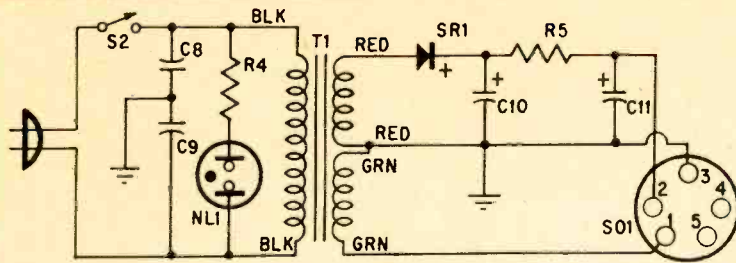 BLK
T1
S2
C8
R4
RED
SR1
R5
+
+
C10
+
C11
C9
RED
GRN
NL1
BLK
GRN
SO1
3
2
4
1
5